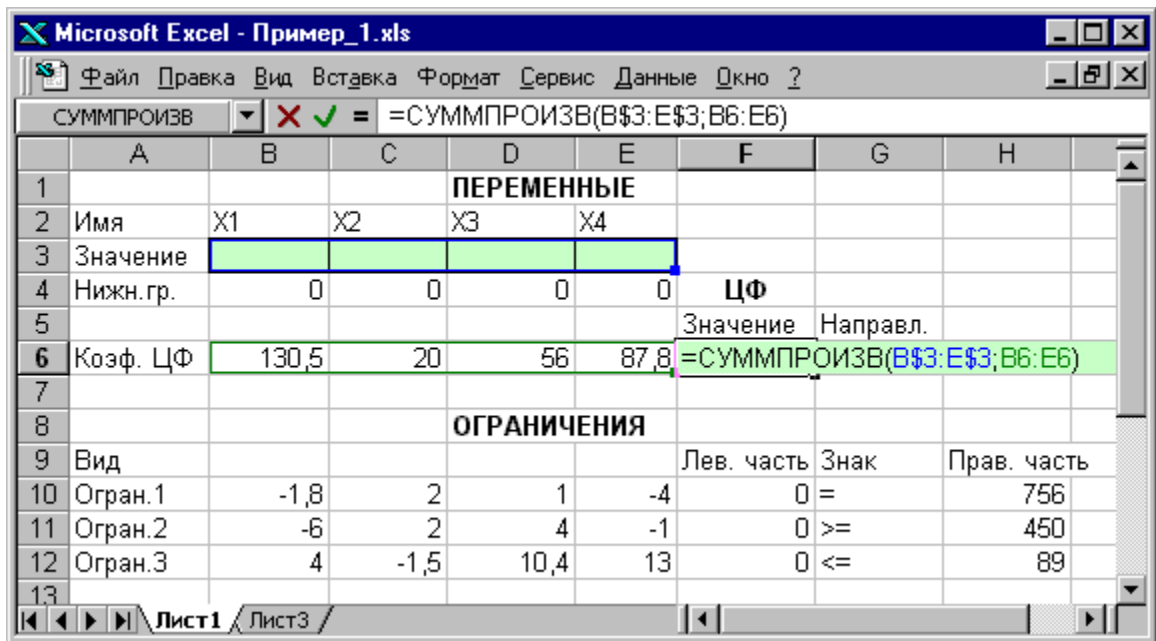 Microsoft Excel - Пример_1.xls
Файл Правка Вид Вставка Формат Сервис Данные Окно ?
СУММПРОИЗВ = =СУММПРОИЗВ(B$3:E$3;B6:E6)
A B C D E F G H
1 ПЕРЕМЕННЫЕ
2 Имя X1 X2 X3 X4
3 Значение
4 Нижн.гр. 0 0 0 0 ЦФ
5 Значение Направл.
6 Коэф. ЦФ 130,5 20 56 87,8 =СУММПРОИЗВ(B$3:E$3;B6:E6)
7
8 ОГРАНИЧЕНИЯ
9 Вид Лев. часть Знак Прав. часть
10 Огран.1 -1,8 2 1 -4 0 = 756
11 Огран.2 -6 2 4 -1 0 >= 450
12 Огран.3 4 -1,5 10,4 13 0 <= 89
13
Лист1 Лист3